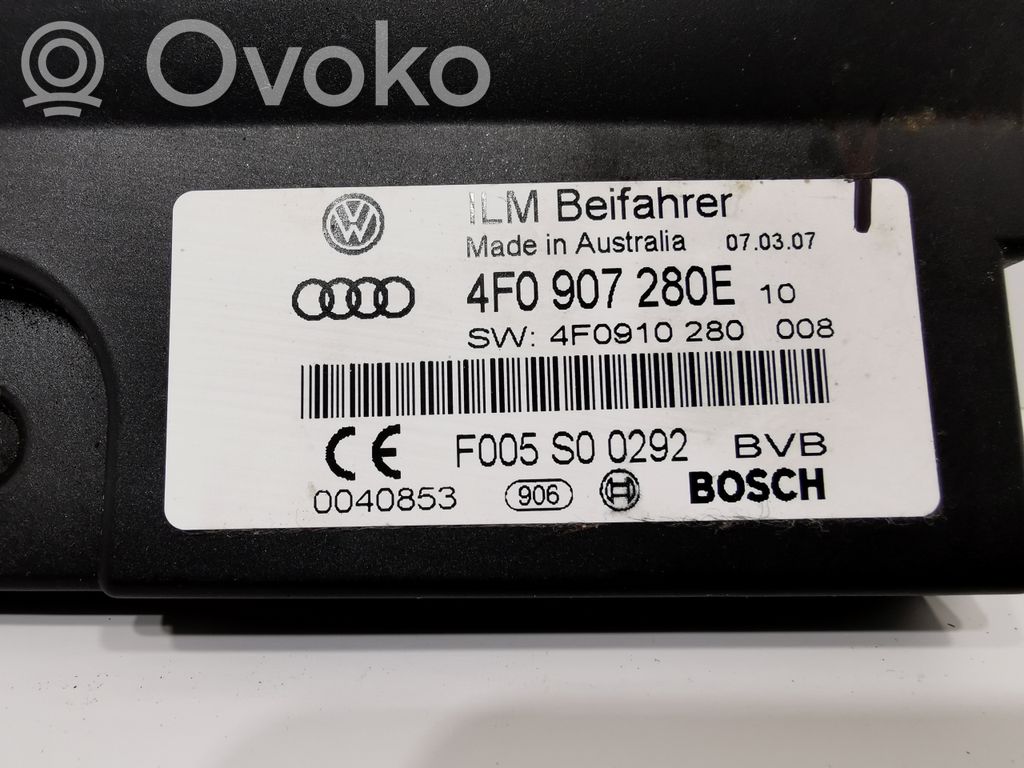 Ovoko
ILM Beifahrer
Made in Australia 07.03.07
4F0 907 280E 10
SW: 4F0910 280 008
CE F005 S0 0292 BVB
0040853 906 BOSCH